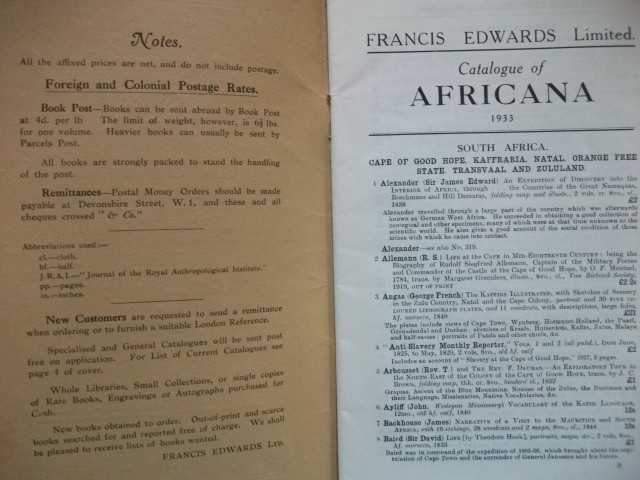 Notes.
All the affixed prices are net, and do not include postage.
Foreign and Colonial Postage Rates.
Book Post—Books can be sent abroad by Book Post
at 4d. per lb The limit of weight, however, is 6½ lbs.
for one volume. Heavier books can usually be sent by
Parcels Post.
All books are strongly packed to stand the handling
of the post.
Remittances—Postal Money Orders should be made
payable at Devonshire Street, W.1, and these and all
cheques crossed "& Co."
Abbreviations used :—
cl.—cloth.
hf.—half.
J.R.A.I.—" Journal of the Royal Anthropological Institute."
pp.—pages.
in.—inches.
New Customers are requested to send a remittance
when ordering or to furnish a suitable London Reference.
Specialised and General Catalogues will be sent post
free on application. For List of Current Catalogues see
page 4 of cover.
Whole Libraries, Small Collections, or single copies
of Rare Books, Engravings or Autographs purchased for
Cash.
New books obtained to order. Out-of-print and scarce
books searched for and reported free of charge. We shall
be pleased to receive lists of books wanted.
FRANCIS EDWARDS LTD.
FRANCIS EDWARDS Limited.
Catalogue of
AFRICANA
1933
SOUTH AFRICA.
CAPE OF GOOD HOPE, KAFFRARIA, NATAL, ORANGE FREE
STATE, TRANSVAAL AND ZULULAND.
1 Alexander (Sir James Edward) AN EXPEDITION OF DISCOVERY INTO THE
INTERIOR OF AFRICA, through . . . the Countries of the Great Namaquas,
Boschmans and Hill Damaras, folding map and illusts., 2 vols, cr. 8vo., cl.,
1838 £2
Alexander travelled through a large part of the country which was afterwards
known as German West Africa. He succeeded in obtaining a good collection of
zoological and other specimens, many of which were at that time unknown to the
scientific world. He also gives a good account of the social condition of those
tribes with which he came into contact.
Alexander—see also No. 319.
2 Allemann (R. S.) LIFE AT THE CAPE IN MID-EIGHTEENTH CENTURY: being the
Biography of Rudolf Siegfried Allemann, Captain of the Military Forces
and Commander of the Castle at the Cape of Good Hope, by O. F. Mentzel,
1784, trans. by Margaret Greenlees, illusts., 8vo., cl., Van Riebeeck Society,
1919, OUT OF PRINT £2 2s
3 Angas (George French) THE KAFFIRS ILLUSTRATED, with Sketches of Scenery
in the Zulu Country, Natal and the Cape Colony, portrait and 30 FINE CO-
LOURED LITHOGRAPH PLATES, and 11 woodcuts, with descriptions, large folio,
hf. morocco, 1849 £21
The plates include views of Cape Town, Wynberg, Hottentot-Holland, the Paarl,
Genadendal and Durban: sketches of Kraals, Hottentots, Kafirs, Zulus, Malays
and half-castes: portraits of Panda and other chiefs, &c.
4 "Anti-Slavery Monthly Reporter," VOLS. 1 AND 2 (all pubd.), from June,
1825, to May, 1829, 2 vols, 8vo., old hf. calf £2
Includes an account of " Slavery at the Cape of Good Hope," 1827, 8 pages.
5 Arbousset (Rev. T.) AND THE REV. F. DAUMAS.—AN EXPLORATORY TOUR TO
THE NORTH-EAST OF THE COLONY OF THE CAPE OF GOOD HOPE, trans. by J. C.
Brown, folding map, thk. cr. 8vo., binders' cl., 1852 £1
Griquas, Ascent of the Blue Mountains, Notices of the Zulus, the Bushmen and
their Languages, Missionaries, Native Vocabularies, &c.
6 Ayliff (John, Wesleyan Missionary) VOCABULARY OF THE KAFIR LANGUAGE,
12mo., old hf. calf, 1846 12s
7 Backhouse (James) NARRATIVE OF A VISIT TO THE MAURITIUS AND SOUTH
AFRICA, with 16 etchings, 28 woodcuts and 2 maps, 8vo., cl., 1844 18s
8 Baird (Sir David) LIFE [by Theodore Hook], portraits, maps, &c., 2 vols, 8vo.,
hf. morocco, 1833 £1
Baird was in command of the expedition of 1805-06, which brought about the capi-
tulation of Cape Town and the surrender of General Janssens and his forces.